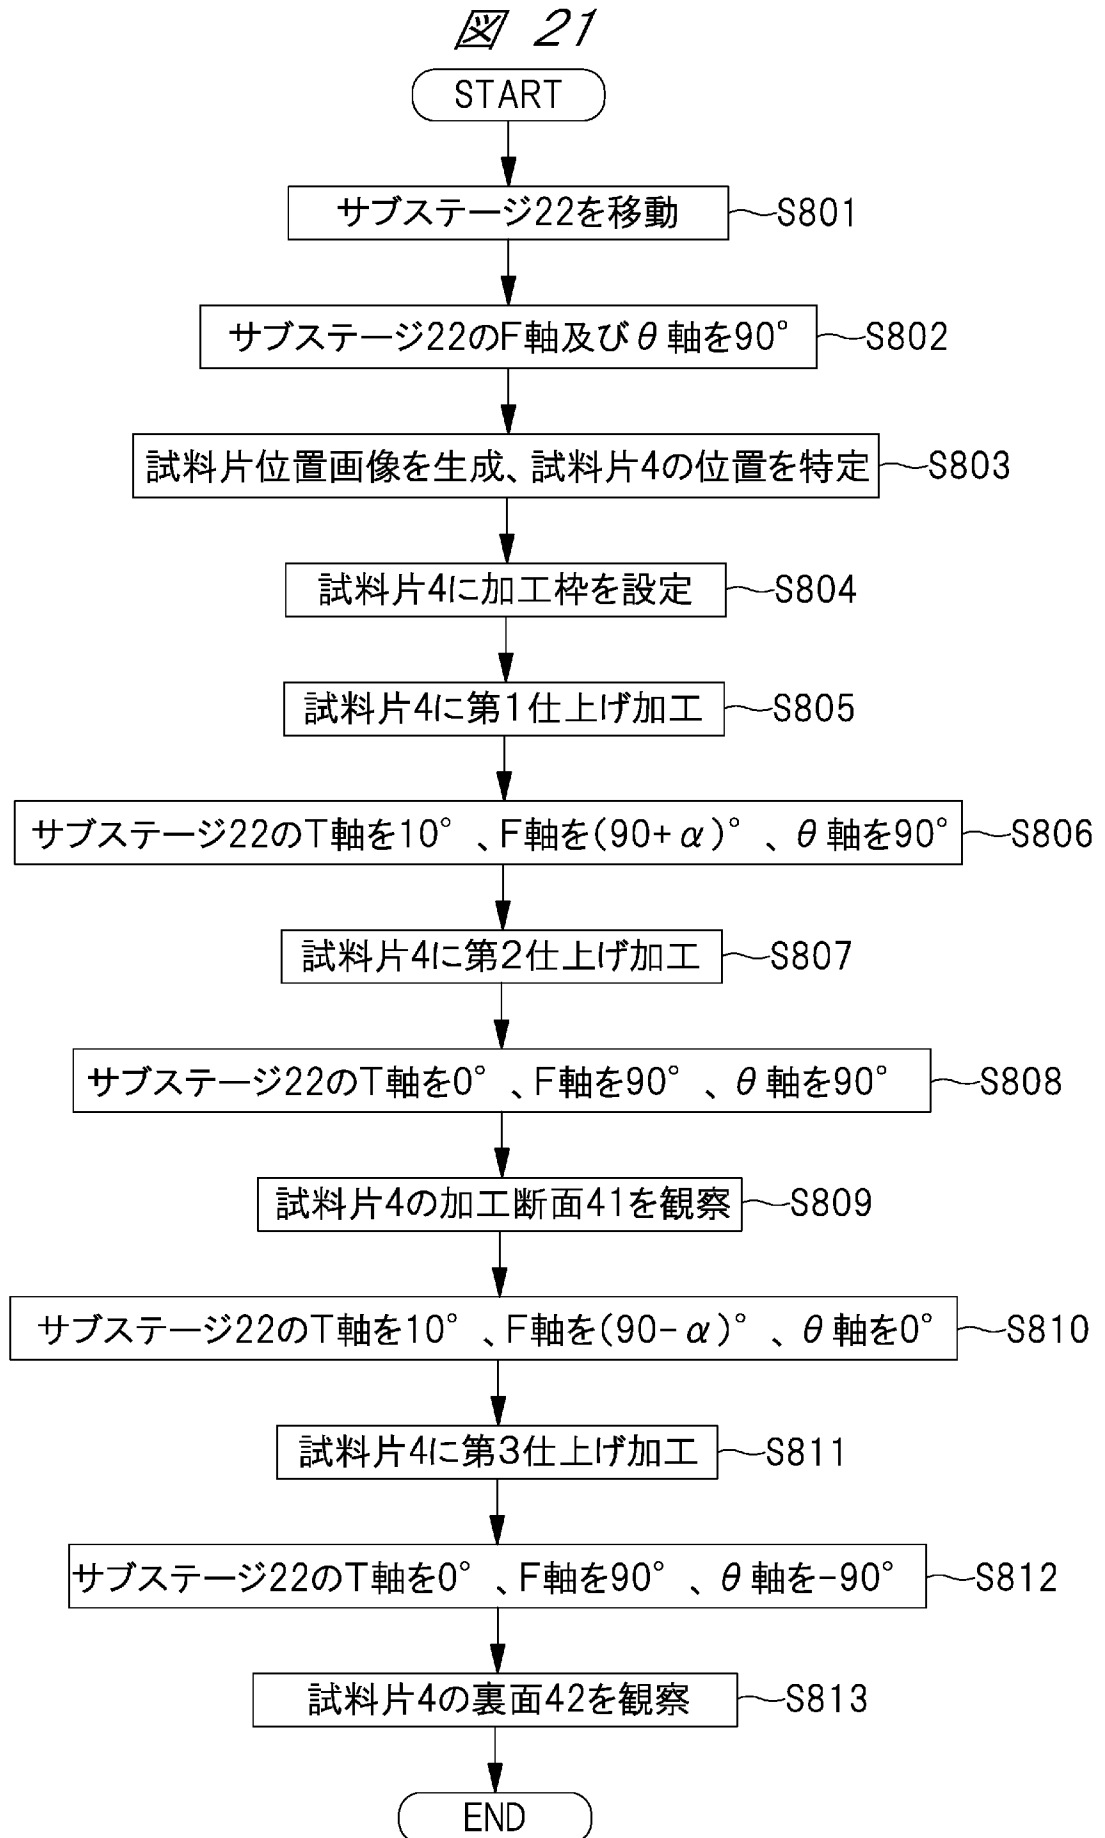 図 21
START
サブステージ22を移動 S801
サブステージ22のF軸及びθ軸を90° S802
試料片位置画像を生成、試料片4の位置を特定 S803
試料片4に加工枠を設定 S804
試料片4に第1仕上げ加工 S805
サブステージ22のT軸を10°、F軸を(90+α)°、θ軸を90° S806
試料片4に第2仕上げ加工 S807
サブステージ22のT軸を0°、F軸を90°、θ軸を90° S808
試料片4の加工断面41を観察 S809
サブステージ22のT軸を10°、F軸を(90-α)°、θ軸を0° S810
試料片4に第3仕上げ加工 S811
サブステージ22のT軸を0°、F軸を90°、θ軸を-90° S812
試料片4の裏面42を観察 S813
END